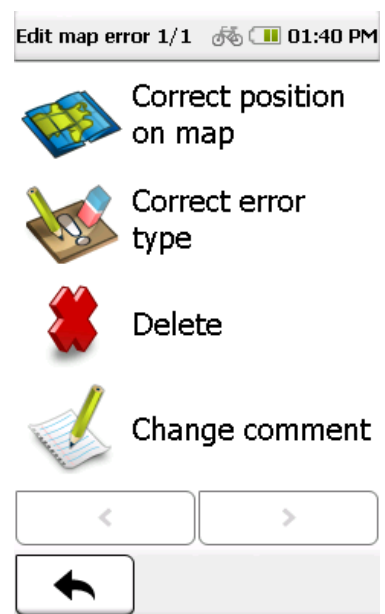 Edit map error 1/1 01:40 PM
Correct position
on map
Correct error
type
Delete
Change comment